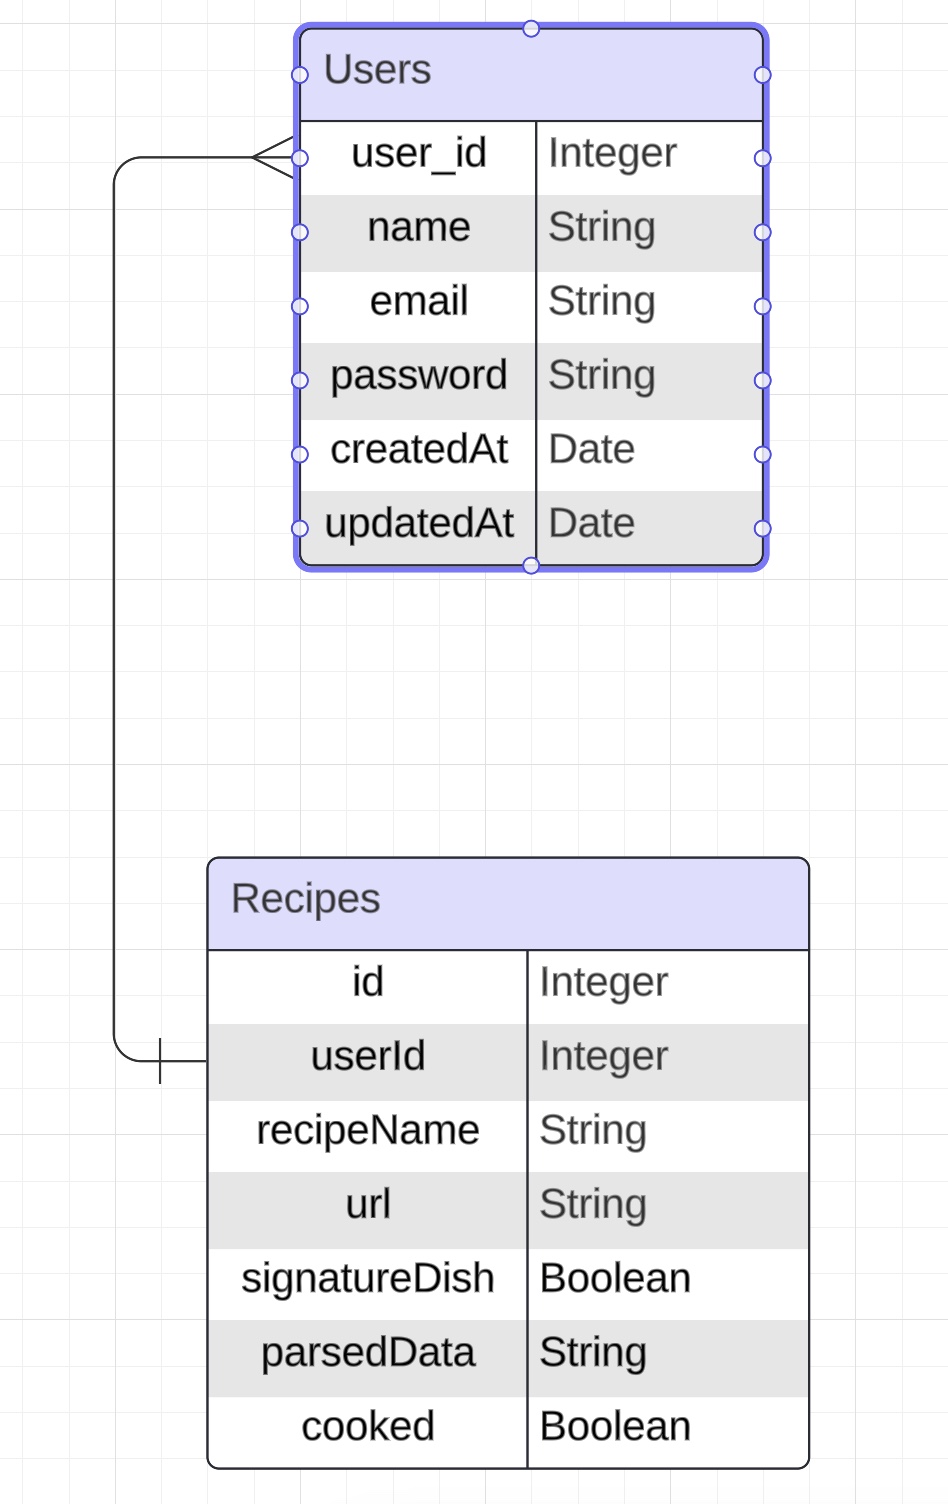 Users
user_id Integer
name String
email String
password String
createdAt Date
updatedAt Date
Recipes
id Integer
userId Integer
recipeName String
url String
signatureDish Boolean
parsedData String
cooked Boolean